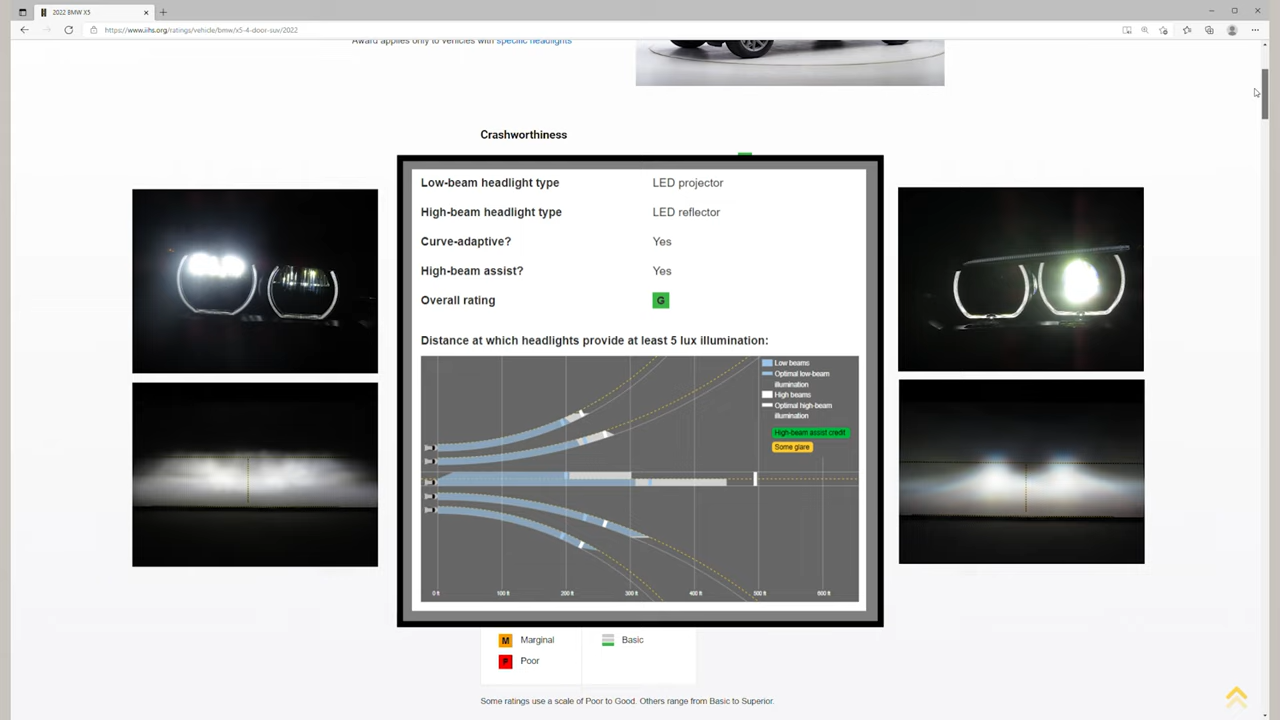 2022 BMW X5
https://www.iihs.org/ratings/vehicle/bmw/x5-4-door-suv/2022
Award applies only to vehicles with specific headlights
Crashworthiness
Low-beam headlight type LED projector
High-beam headlight type LED reflector
Curve-adaptive? Yes
High-beam assist? Yes
Overall rating G
Distance at which headlights provide at least 5 lux illumination:
Low beams
Optimal low-beam
illumination
High beams
Optimal high-beam
illumination
High-beam assist credit
Some glare
0 ft 100 ft 200 ft 300 ft 400 ft 500 ft 600 ft
M Marginal Basic
P Poor
Some ratings use a scale of Poor to Good. Others range from Basic to Superior.